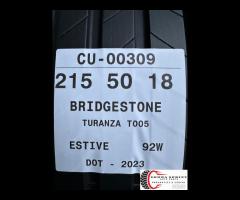 CU-00309
215 50 18
BRIDGESTONE
TURANZA T005
ESTIVE 92W
DOT - 2023